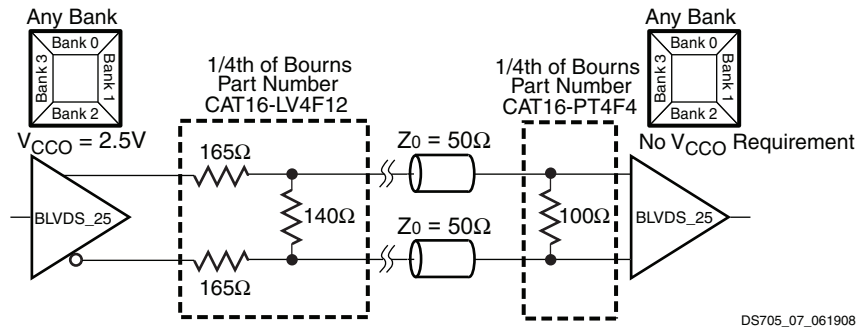 Any Bank
Bank 0
Bank 3
Bank 1
Bank 2
V_CCO = 2.5V
BLVDS_25
1/4th of Bourns
Part Number
CAT16-LV4F12
165Ω
140Ω
165Ω
Z0 = 50Ω
Z0 = 50Ω
1/4th of Bourns
Part Number
CAT16-PT4F4
100Ω
Any Bank
Bank 0
Bank 3
Bank 1
Bank 2
No V_CCO Requirement
BLVDS_25
DS705_07_061908